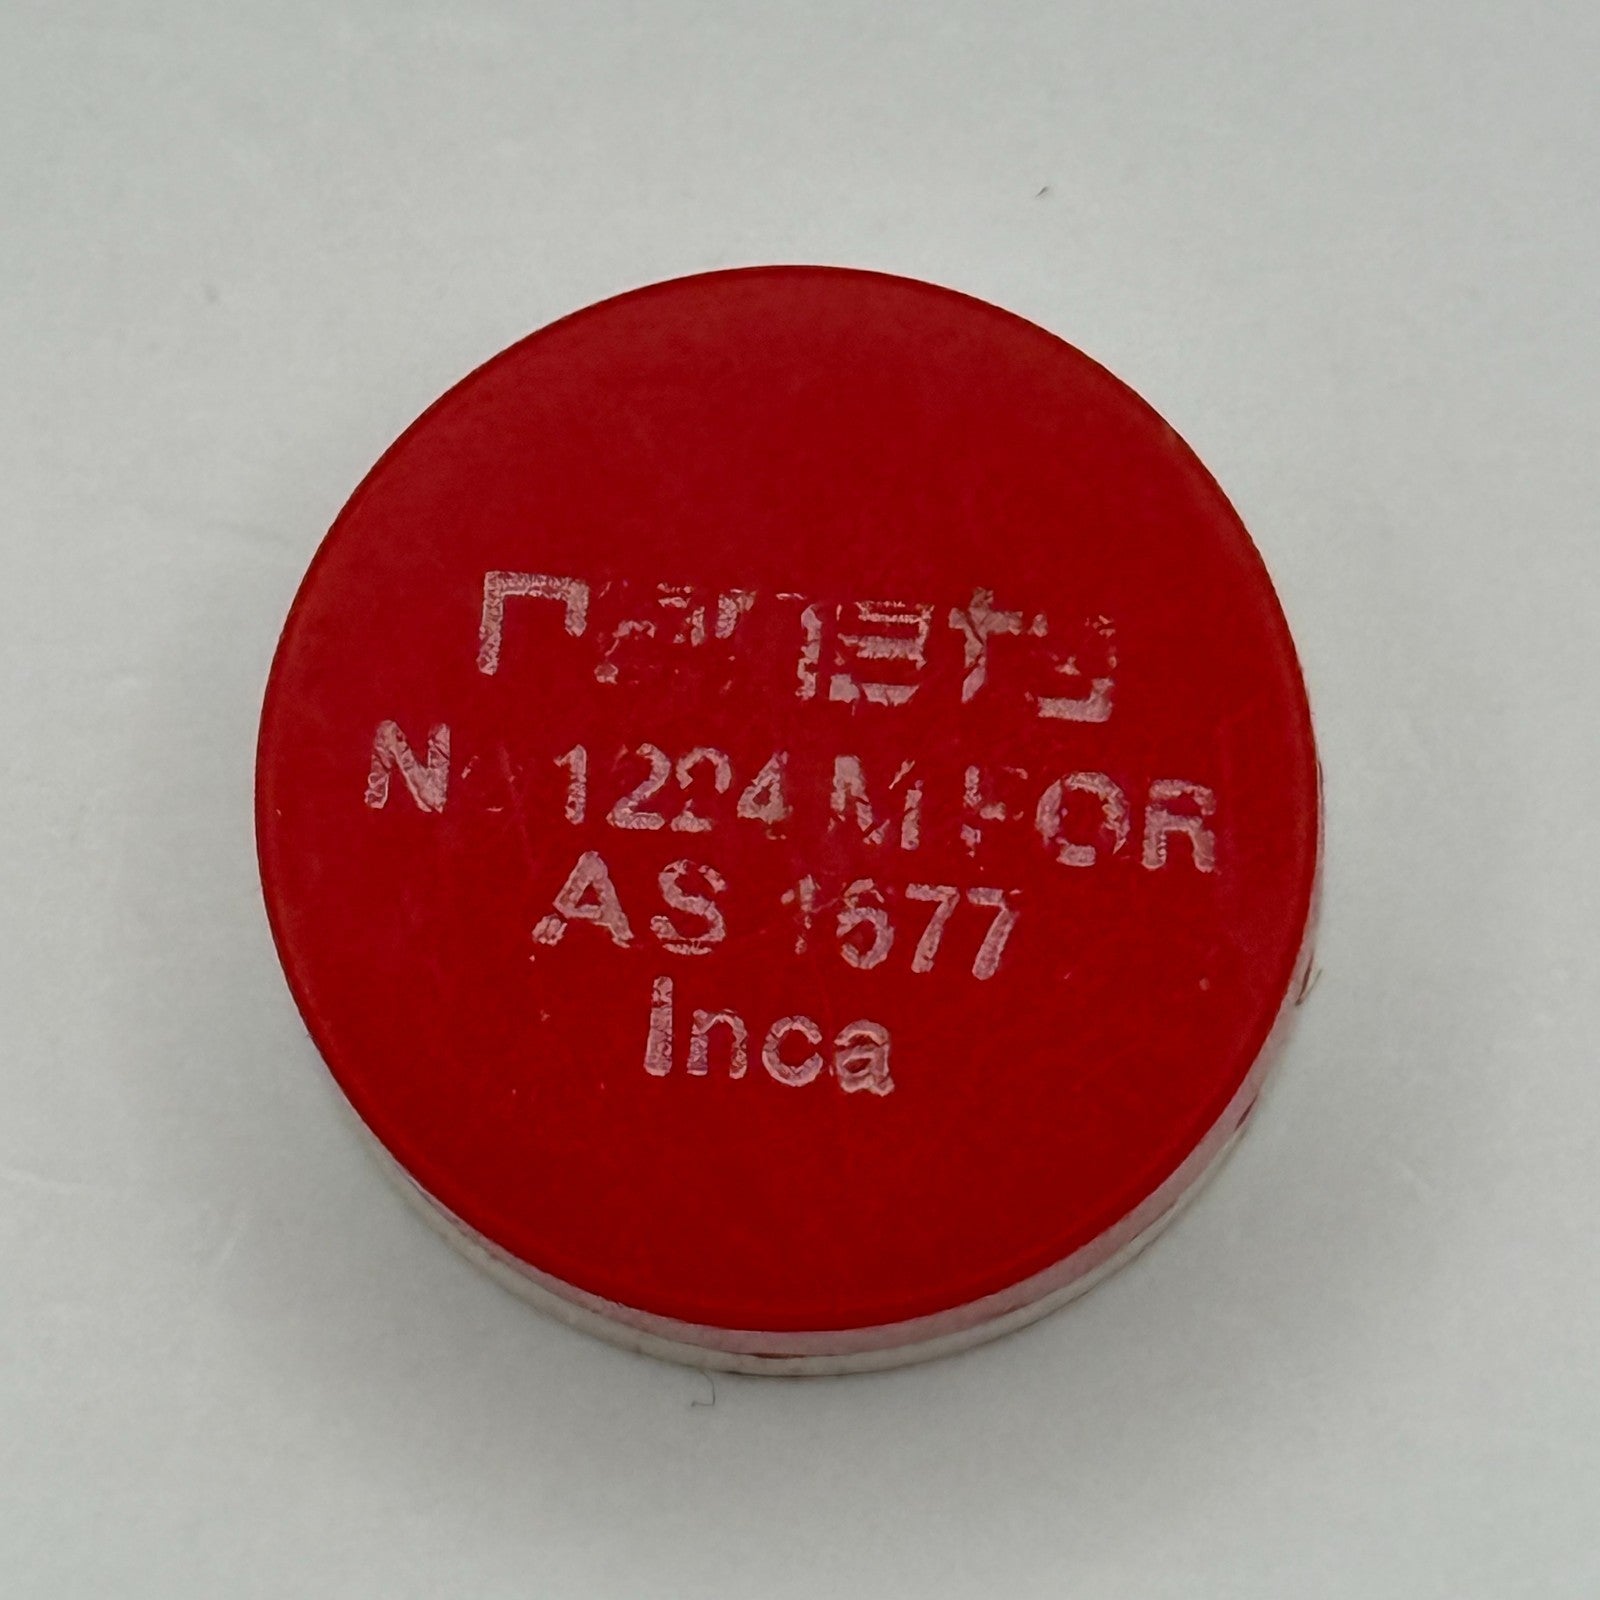 N 1224 M FOR
AS 1677
Inca